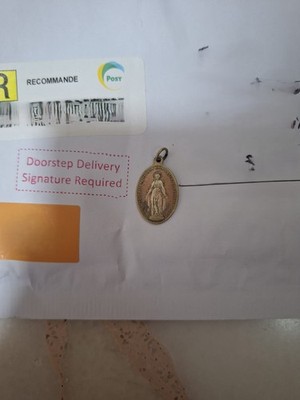 R
RECOMMANDE
POST
Doorstep Delivery
Signature Required